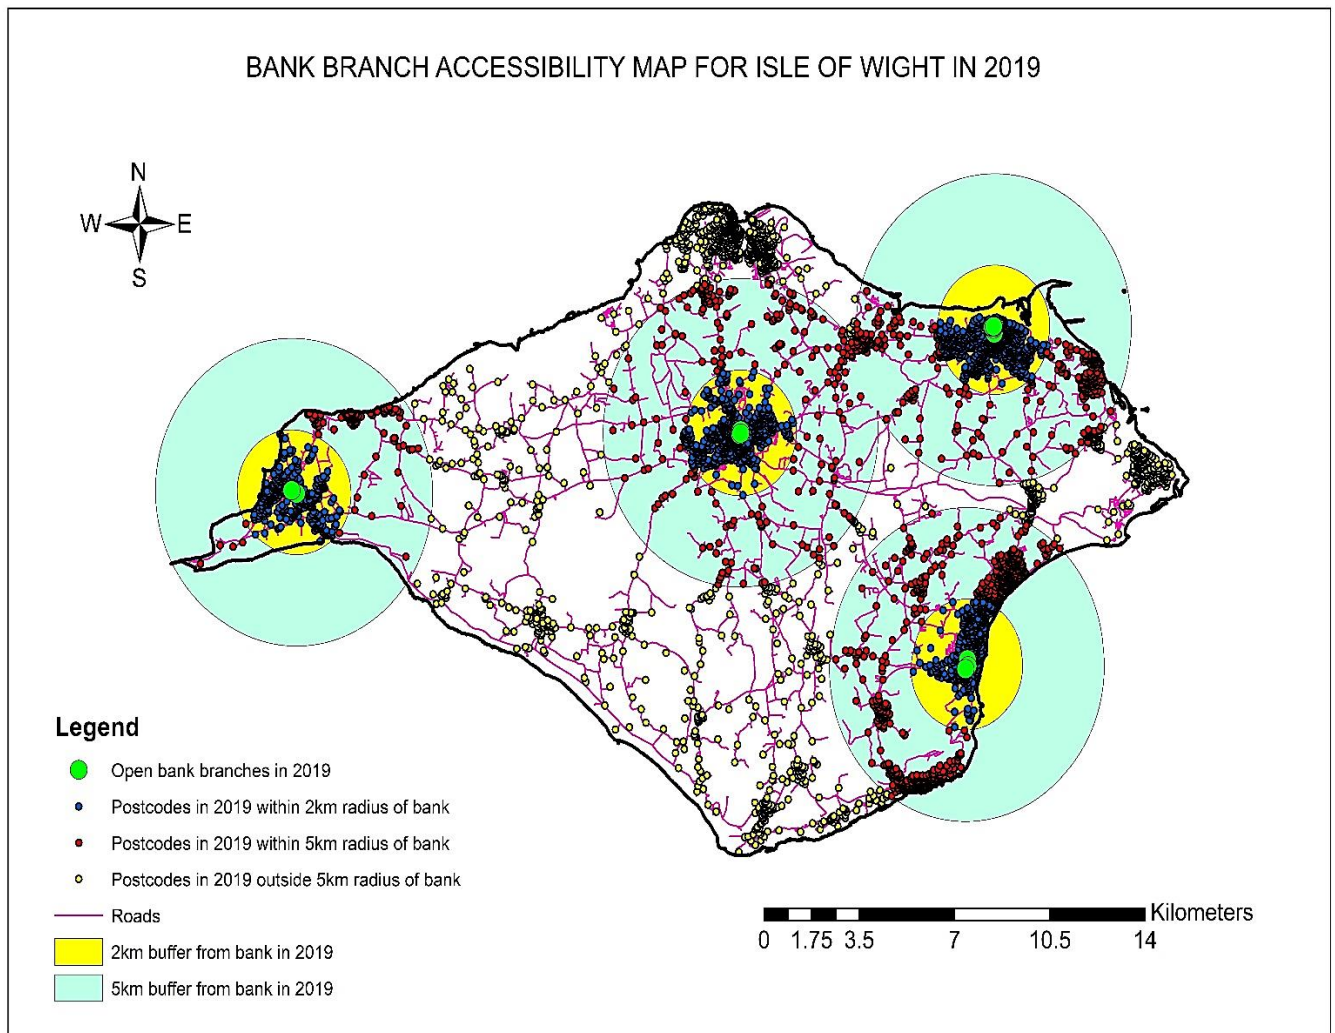 BANK BRANCH ACCESSIBILITY MAP FOR ISLE OF WIGHT IN 2019
N
W E
S
Legend
Open bank branches in 2019
Postcodes in 2019 within 2km radius of bank
Postcodes in 2019 within 5km radius of bank
Postcodes in 2019 outside 5km radius of bank
Roads
2km buffer from bank in 2019
5km buffer from bank in 2019
Kilometers
0 1.75 3.5 7 10.5 14